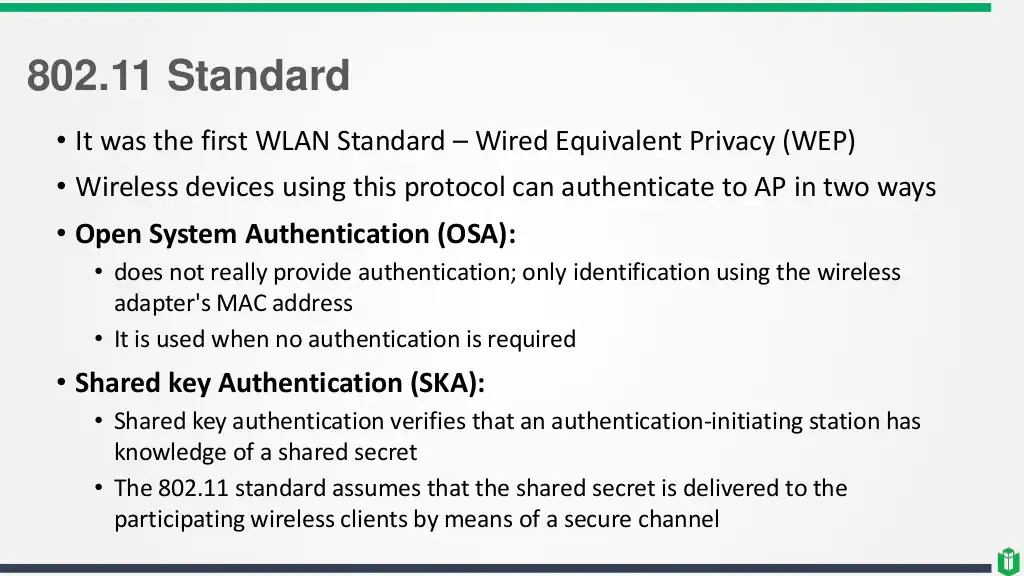 802.11 Standard
• It was the first WLAN Standard – Wired Equivalent Privacy (WEP)
• Wireless devices using this protocol can authenticate to AP in two ways
• Open System Authentication (OSA):
• does not really provide authentication; only identification using the wireless
adapter's MAC address
• It is used when no authentication is required
• Shared key Authentication (SKA):
• Shared key authentication verifies that an authentication-initiating station has
knowledge of a shared secret
• The 802.11 standard assumes that the shared secret is delivered to the
participating wireless clients by means of a secure channel